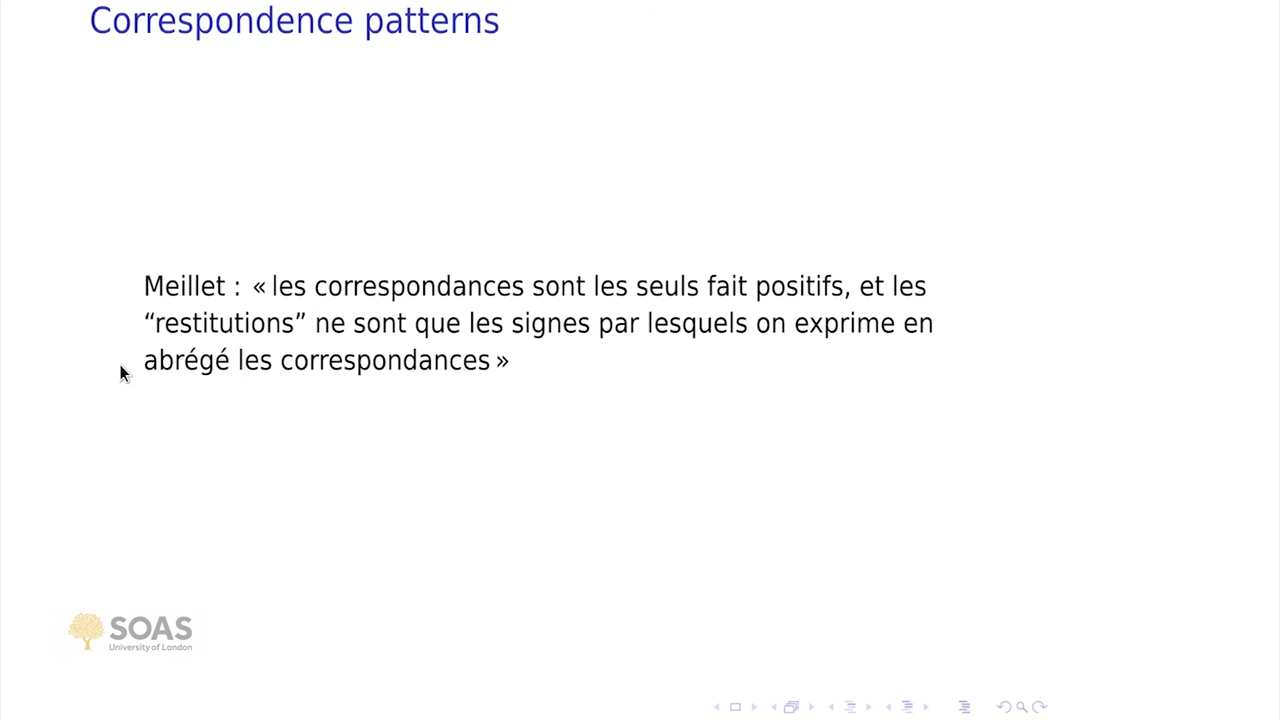 Correspondence patterns
Meillet : « les correspondances sont les seuls fait positifs, et les
“restitutions” ne sont que les signes par lesquels on exprime en
abrégé les correspondances »
SOAS
University of London